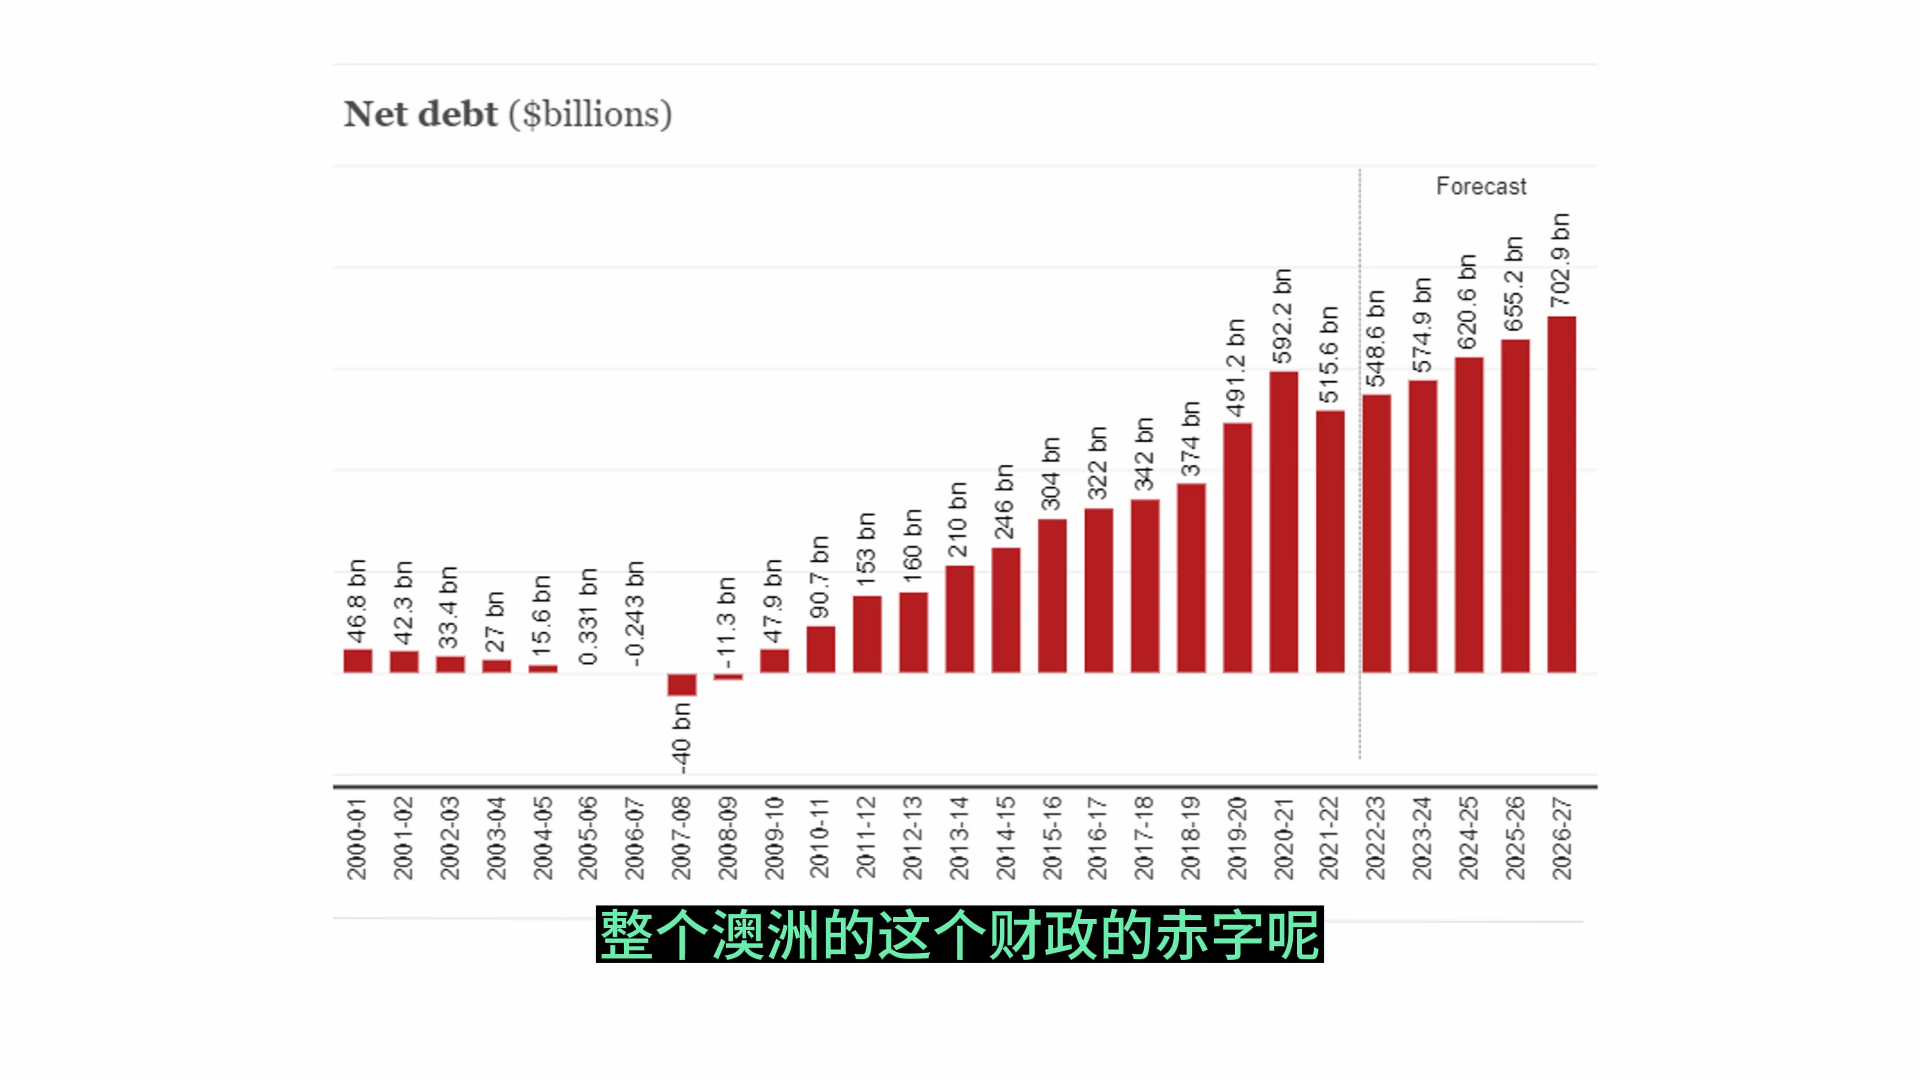 Net debt ($billions)
Forecast
46.8 bn
42.3 bn
33.4 bn
27 bn
15.6 bn
0.331 bn
-0.243 bn
-40 bn
-11.3 bn
47.9 bn
90.7 bn
153 bn
160 bn
210 bn
246 bn
304 bn
322 bn
342 bn
374 bn
491.2 bn
592.2 bn
515.6 bn
548.6 bn
574.9 bn
620.6 bn
655.2 bn
702.9 bn
2000-01
2001-02
2002-03
2003-04
2004-05
2005-06
2006-07
2007-08
2008-09
2009-10
2010-11
2011-12
2012-13
2013-14
2014-15
2015-16
2016-17
2017-18
2018-19
2019-20
2020-21
2021-22
2022-23
2023-24
2024-25
2025-26
2026-27
整个澳洲的这个财政的赤字呢